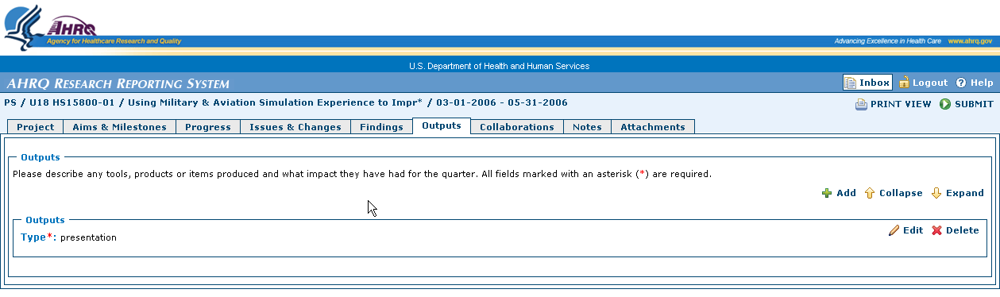 AHRQ
Agency for Healthcare Research and Quality
Advancing Excellence in Health Care www.ahrq.gov
U.S. Department of Health and Human Services
AHRQ RESEARCH REPORTING SYSTEM
Inbox Logout Help
PS / U18 HS15800-01 / Using Military & Aviation Simulation Experience to Impr* / 03-01-2006 - 05-31-2006
PRINT VIEW SUBMIT
Project Aims & Milestones Progress Issues & Changes Findings Outputs Collaborations Notes Attachments
Outputs
Please describe any tools, products or items produced and what impact they have had for the quarter. All fields marked with an asterisk (*) are required.
Add Collapse Expand
Outputs
Edit Delete
Type*: presentation